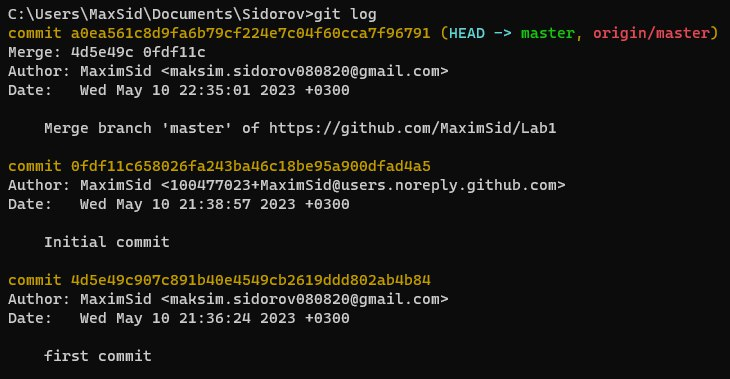 C:\Users\MaxSid\Documents\Sidorov>git log
commit a0ea561c8d9fa6b79cf224e7c04f60cca7f96791 (HEAD -> master, origin/master)
Merge: 4d5e49c 0fdf11c
Author: MaximSid <maksim.sidorov080820@gmail.com>
Date:   Wed May 10 22:35:01 2023 +0300

    Merge branch 'master' of https://github.com/MaximSid/Lab1

commit 0fdf11c658026fa243ba46c18be95a900dfad4a5
Author: MaximSid <100477023+MaximSid@users.noreply.github.com>
Date:   Wed May 10 21:38:57 2023 +0300

    Initial commit

commit 4d5e49c907c891b40e4549cb2619ddd802ab4b84
Author: MaximSid <maksim.sidorov080820@gmail.com>
Date:   Wed May 10 21:36:24 2023 +0300

    first commit